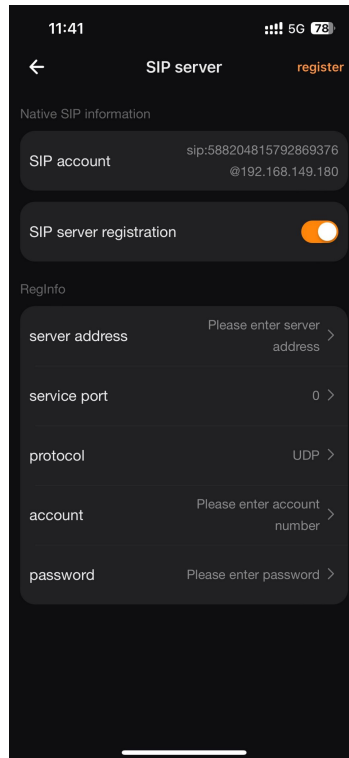 11:41
5G 78
SIP server
register
Native SIP information
SIP account
sip:588204815792869376
@192.168.149.180
SIP server registration
RegInfo
server address
Please enter server
address
service port
0
protocol
UDP
account
Please enter account
number
password
Please enter password